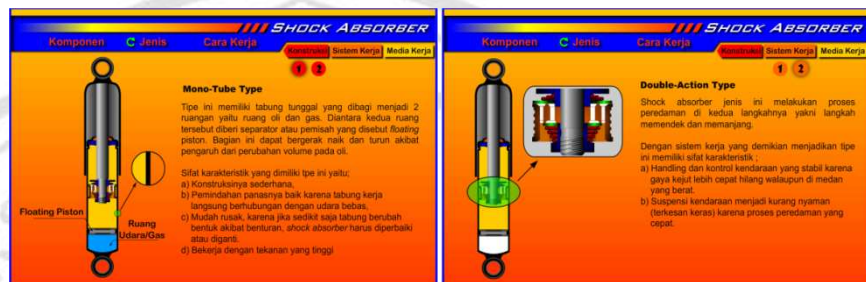 SHOCK ABSORBER
Komponen Jenis Cara Kerja
Konstruksi Sistem Kerja Media Kerja
1 2
Mono-Tube Type
Tipe ini memiliki tabung tunggal yang dibagi menjadi 2
ruangan yaitu ruang oli dan gas. Diantara kedua ruang
tersebut diberi separator atau pemisah yang disebut floating
piston. Bagian ini dapat bergerak naik dan turun akibat
pengaruh dari perubahan volume pada oli.
Sifat karakteristik yang dimiliki tpe ini yaitu;
a) Konstruksinya sederhana,
b) Pemindahan panasnya baik karena tabung kerja
langsung berhubungan dengan udara bebas,
c) Mudah rusak, karena jika sedikit saja tabung berubah
bentuk akibat benturan, shock absorber harus diperbaiki
atau diganti.
d) Bekerja dengan tekanan yang tinggi
Floating Piston
Ruang
Udara/Gas
SHOCK ABSORBER
Komponen Jenis Cara Kerja
Konstruksi Sistem Kerja Media Kerja
1 2
Double-Action Type
Shock absorber jenis ini melakukan proses
peredaman di kedua langkahnya yakni langkah
memendek dan memanjang.
Dengan sistem kerja yang demikian menjadikan tipe
ini memiliki sifat karakteristik ;
a) Handling dan kontrol kendaraan yang stabil karena
gaya kejut lebih cepat hilang walaupun di medan
yang berat.
b) Suspensi kendaraan menjadi kurang nyaman
(terkesan keras) karena proses peredaman yang
cepat.